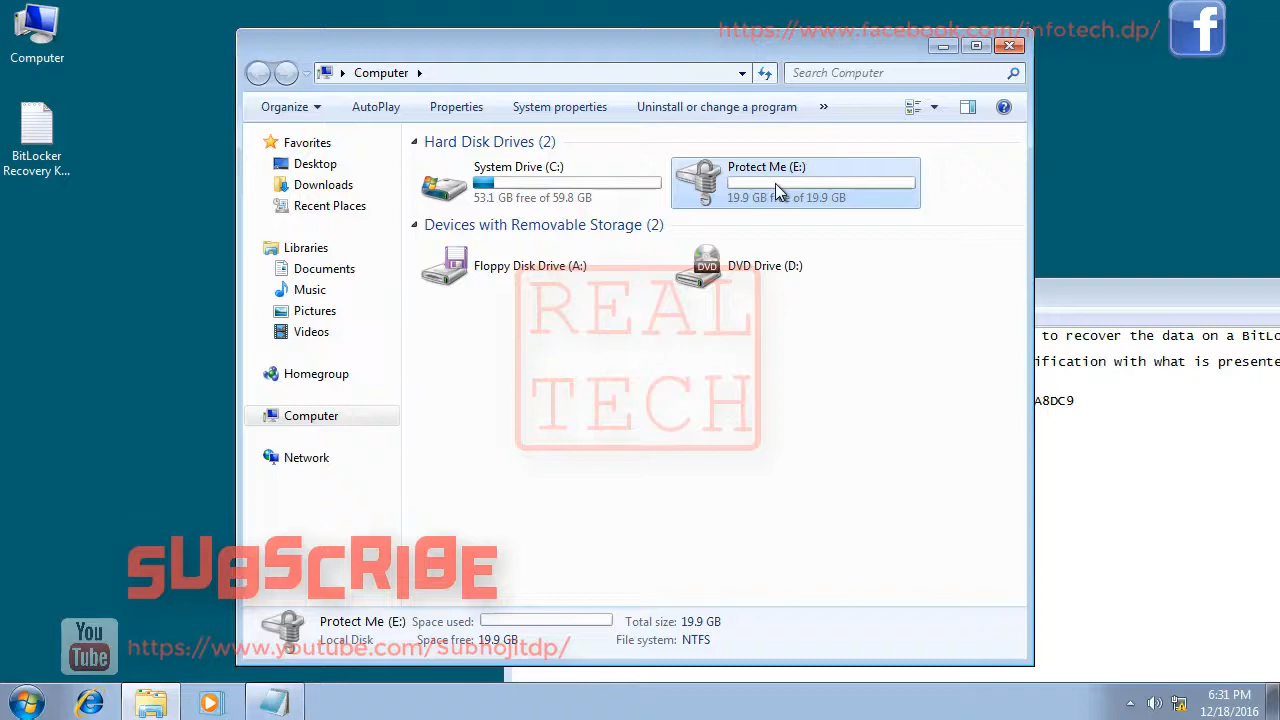 https://www.facebook.com/infotech.dp/
f
Computer
BitLocker
Recovery K...
Computer
Search Computer
Organize
AutoPlay
Properties
System properties
Uninstall or change a program
»
Favorites
Desktop
Downloads
Recent Places
Libraries
Documents
Music
Pictures
Videos
Homegroup
Computer
Network
Hard Disk Drives (2)
System Drive (C:)
53.1 GB free of 59.8 GB
Protect Me (E:)
19.9 GB free of 19.9 GB
Devices with Removable Storage (2)
Floppy Disk Drive (A:)
DVD
DVD Drive (D:)
REAL
TECH
to recover the data on a BitLo
ification with what is presente
A8DC9
SUBSCRIBE
Protect Me (E:) Space used: Total size: 19.9 GB
Local Disk Space free: 19.9 GB File system: NTFS
You
Tube
https://www.youtube.com/Subhojitdp/
6:31 PM
12/18/2016